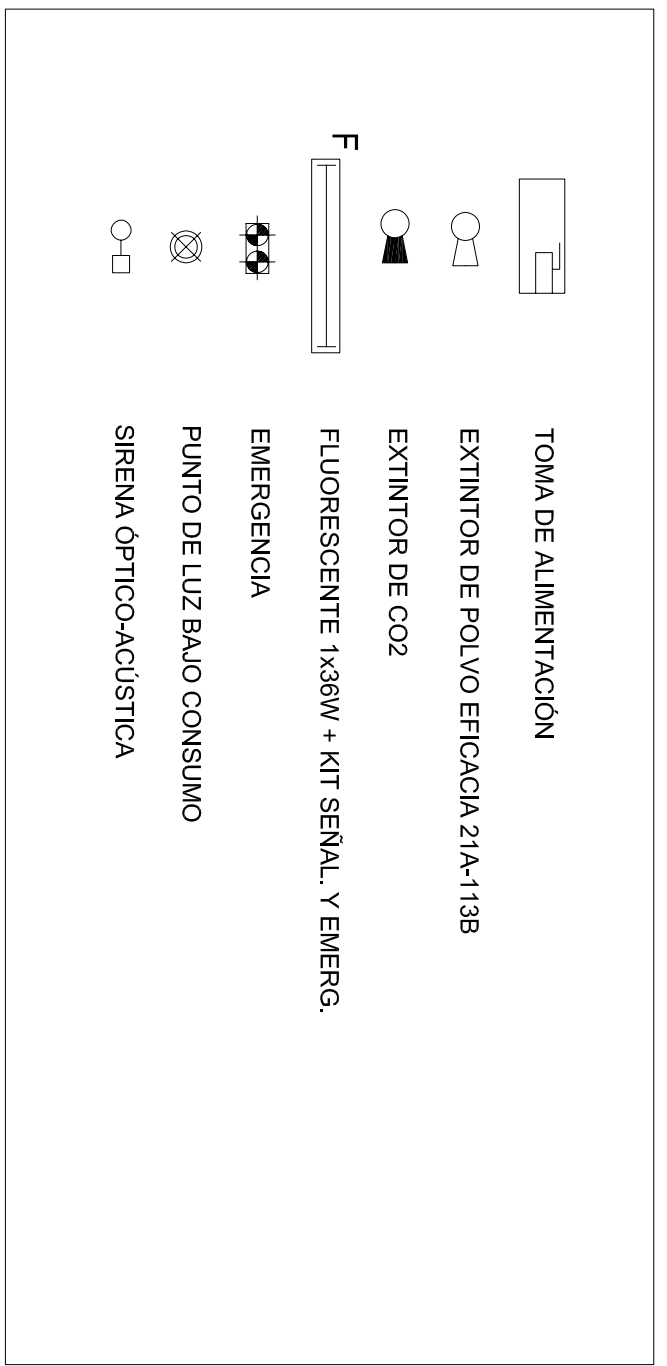 TOMA DE ALIMENTACIÓN
EXTINTOR DE POLVO EFICACIA 21A-113B
EXTINTOR DE CO2
F
FLUORESCENTE 1x36W + KIT SEÑAL. Y EMERG.
EMERGENCIA
PUNTO DE LUZ BAJO CONSUMO
SIRENA ÓPTICO-ACÚSTICA